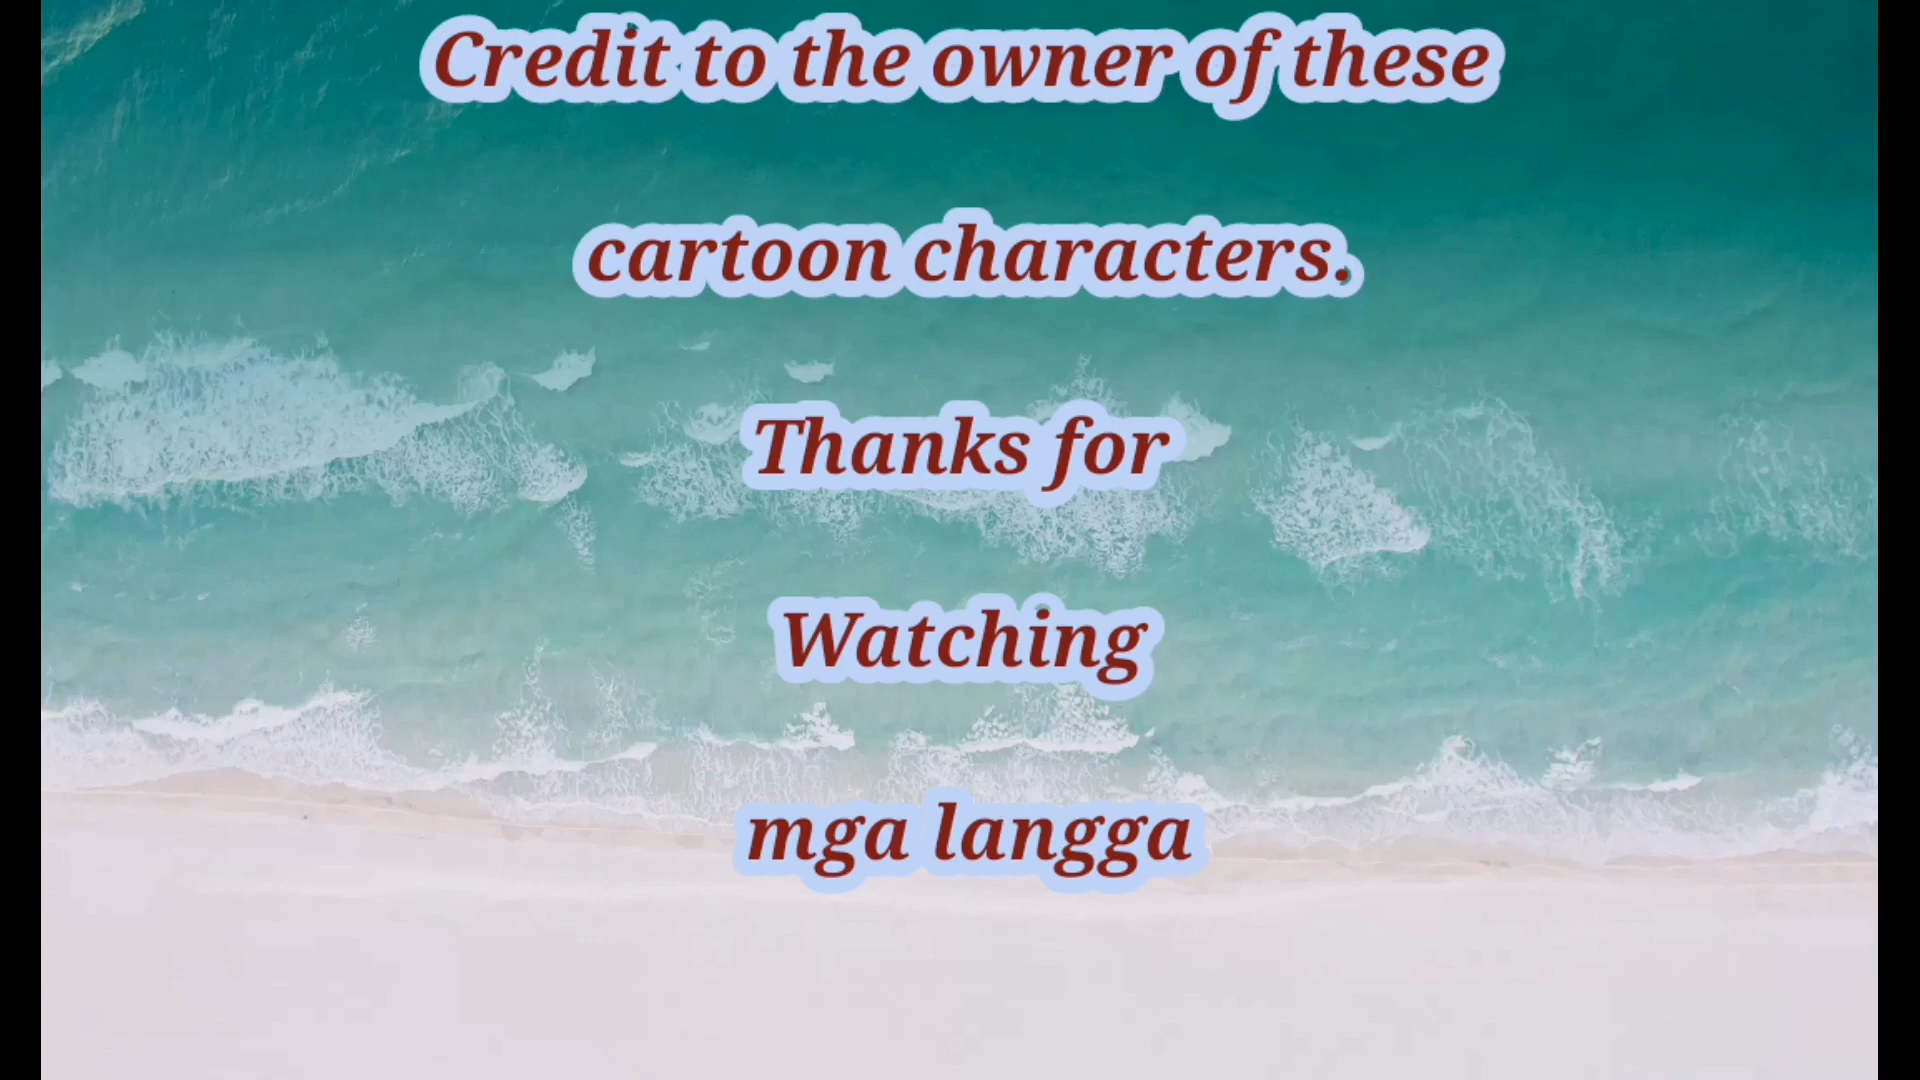 Credit to the owner of these
cartoon characters.
Thanks for
Watching
mga langga